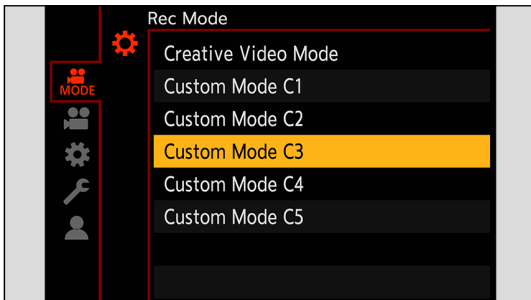 Rec Mode
MODE
Creative Video Mode
Custom Mode C1
Custom Mode C2
Custom Mode C3
Custom Mode C4
Custom Mode C5